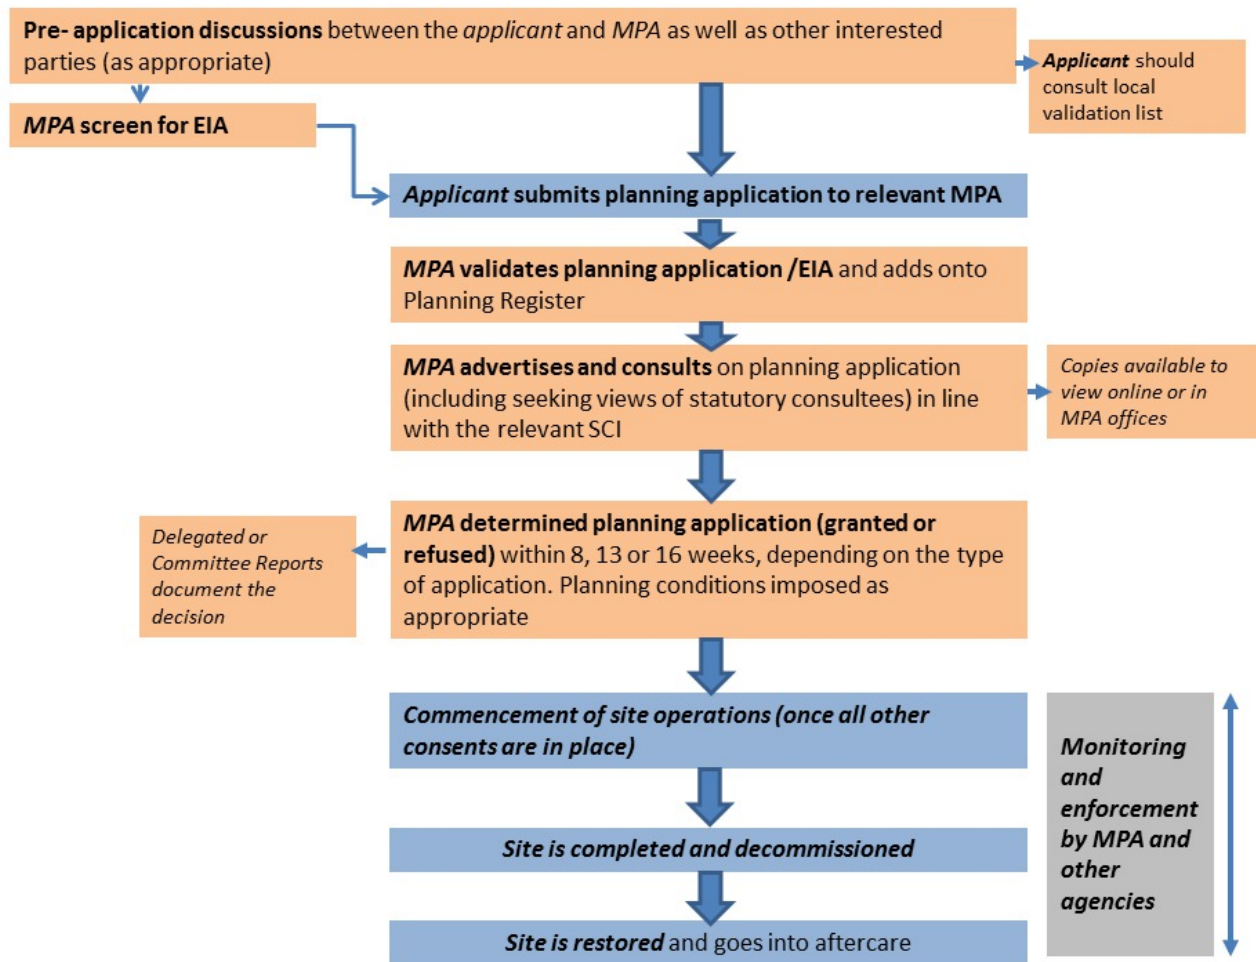 Pre- application discussions between the applicant and MPA as well as other interested
parties (as appropriate)
Applicant should
consult local
validation list
MPA screen for EIA
Applicant submits planning application to relevant MPA
MPA validates planning application /EIA and adds onto
Planning Register
MPA advertises and consults on planning application
(including seeking views of statutory consultees) in line
with the relevant SCI
Copies available to
view online or in
MPA offices
MPA determined planning application (granted or
refused) within 8, 13 or 16 weeks, depending on the type
of application. Planning conditions imposed as
appropriate
Delegated or
Committee Reports
document the
decision
Commencement of site operations (once all other
consents are in place)
Monitoring
and
enforcement
by MPA and
other
agencies
Site is completed and decommissioned
Site is restored and goes into aftercare